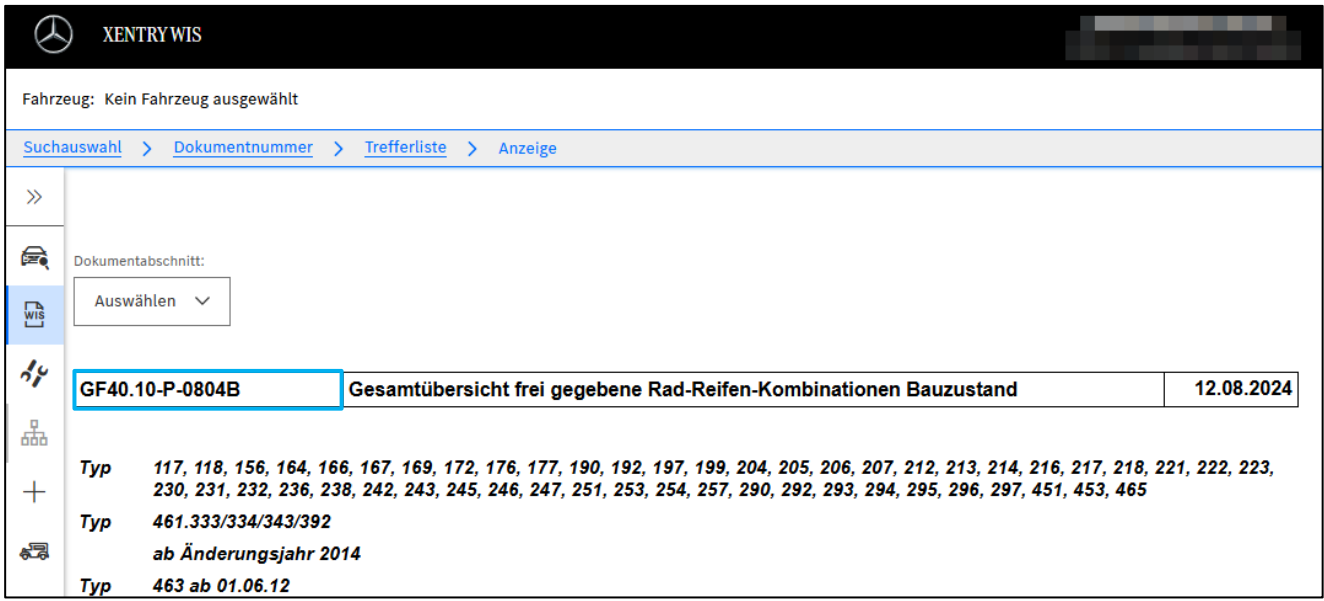 XENTRY WIS
Fahrzeug: Kein Fahrzeug ausgewählt
Suchauswahl > Dokumentnummer > Trefferliste > Anzeige
Dokumentabschnitt:
Auswählen
WIS
GF40.10-P-0804B Gesamtübersicht frei gegebene Rad-Reifen-Kombinationen Bauzustand 12.08.2024
Typ 117, 118, 156, 164, 166, 167, 169, 172, 176, 177, 190, 192, 197, 199, 204, 205, 206, 207, 212, 213, 214, 216, 217, 218, 221, 222, 223,
230, 231, 232, 236, 238, 242, 243, 245, 246, 247, 251, 253, 254, 257, 290, 292, 293, 294, 295, 296, 297, 451, 453, 465
Typ 461.333/334/343/392
ab Änderungsjahr 2014
Typ 463 ab 01.06.12